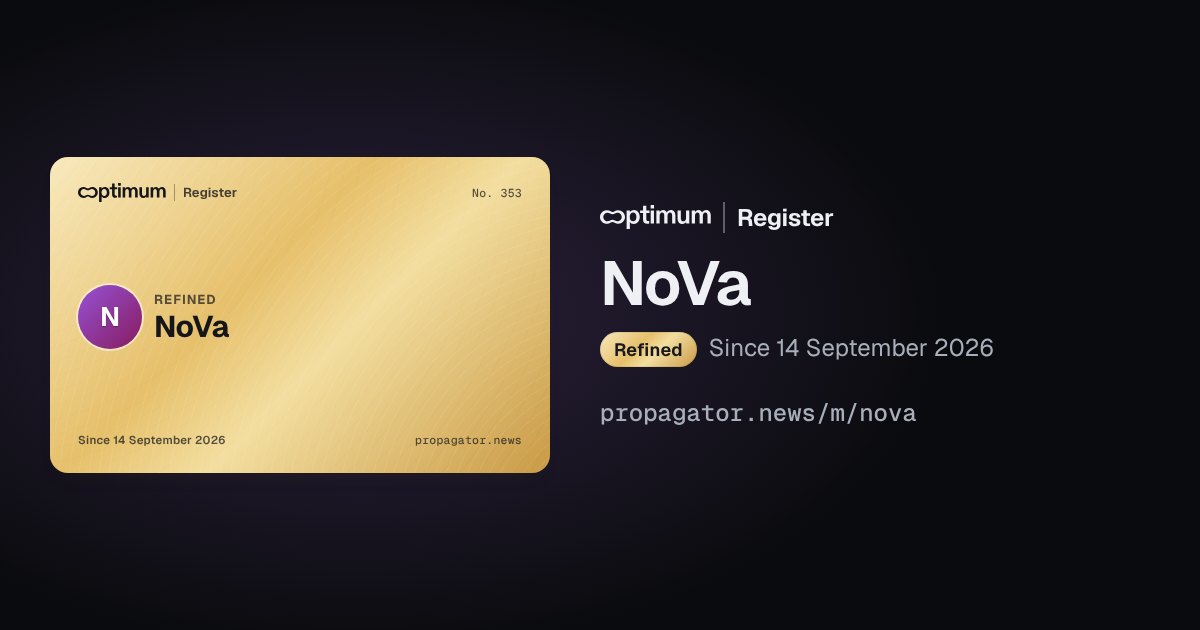 optimum | Register
No. 353
N
REFINED
NoVa
Since 14 September 2026
propagator.news
optimum | Register
NoVa
Refined Since 14 September 2026
propagator.news/m/nova